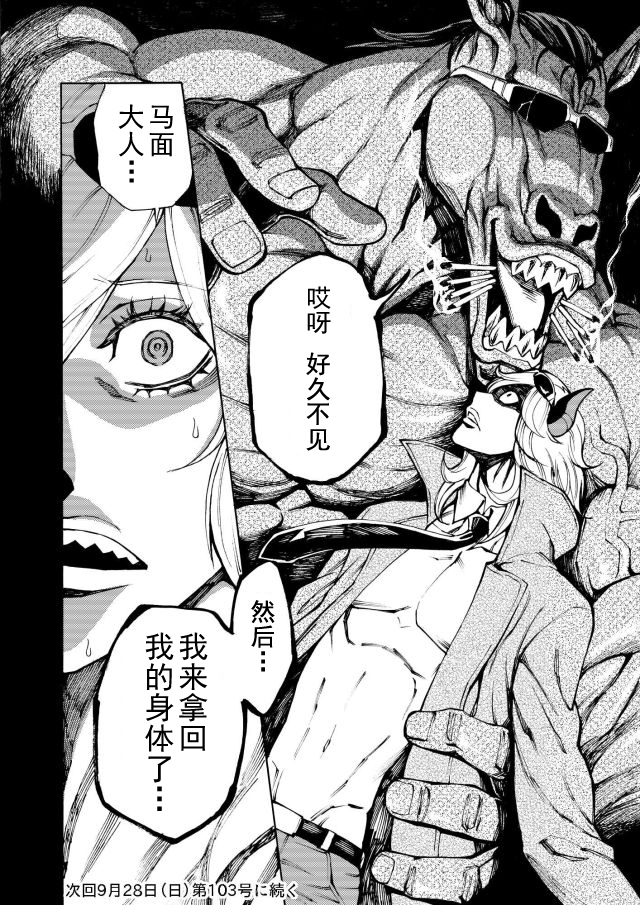 马面
大人…
哎呀
好久不见
然后…
我来拿回
我的身体了…
次回9月28日(日)第103号に続く